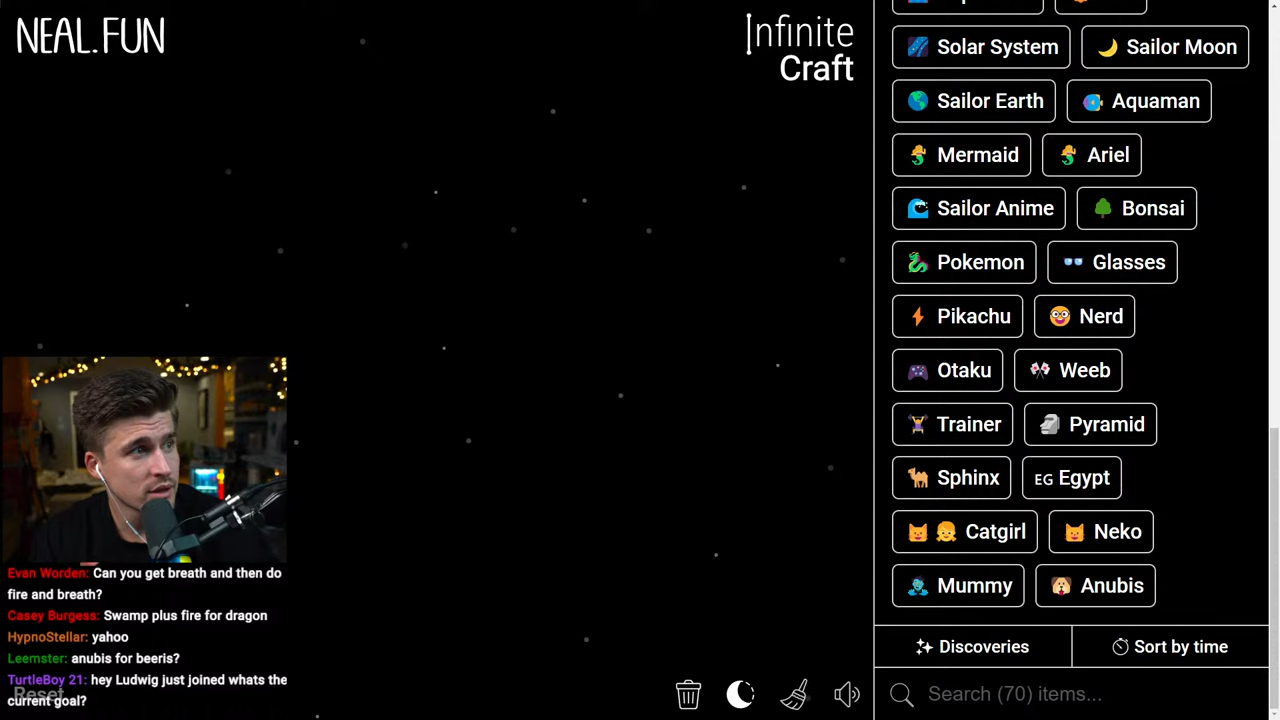 NEAL.FUN
Infinite
Craft
Solar System
Sailor Moon
Sailor Earth
Aquaman
Mermaid
Ariel
Sailor Anime
Bonsai
Pokemon
Glasses
Pikachu
Nerd
Otaku
Weeb
Trainer
Pyramid
Sphinx
EG Egypt
Catgirl
Neko
Mummy
Anubis
Discoveries
Sort by time
Search (70) items...
Evan Worden: Can you get breath and then do
fire and breath?
Casey Burgess: Swamp plus fire for dragon
HypnoStellar: yahoo
Leemster: anubis for beeris?
TurtleBoy 21: hey Ludwig just joined whats the
current goal?
Reset